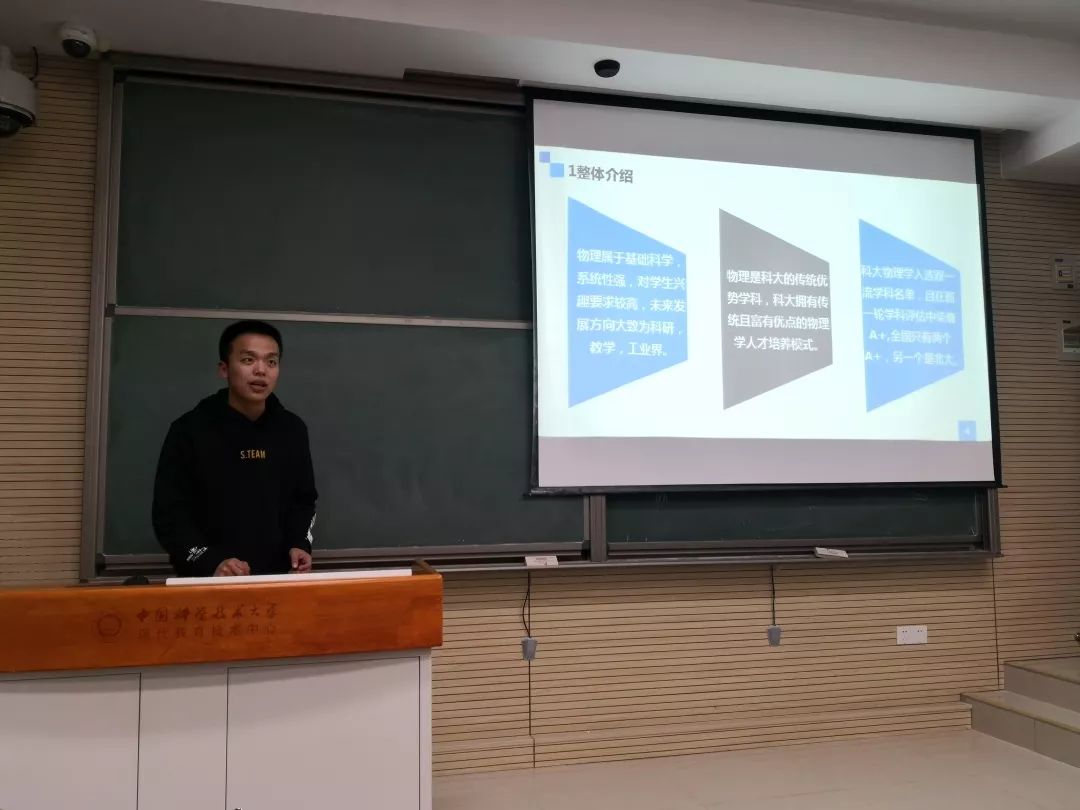 1整体介绍
物理属于基础科学，
系统性强，对学生兴
趣要求较高，未来发
展方向大致为科研，
教学，工业界。
物理是科大的传统优
势学科，科大拥有传
统且富有优点的物理
学人才培养模式。
科大物理学入选双一
流学科名单，且在前
一轮学科评估中华
A+,全国只有两个
A+，另一个是北大。
S.TEAM
中国科学技术大学
现代教育技术中心